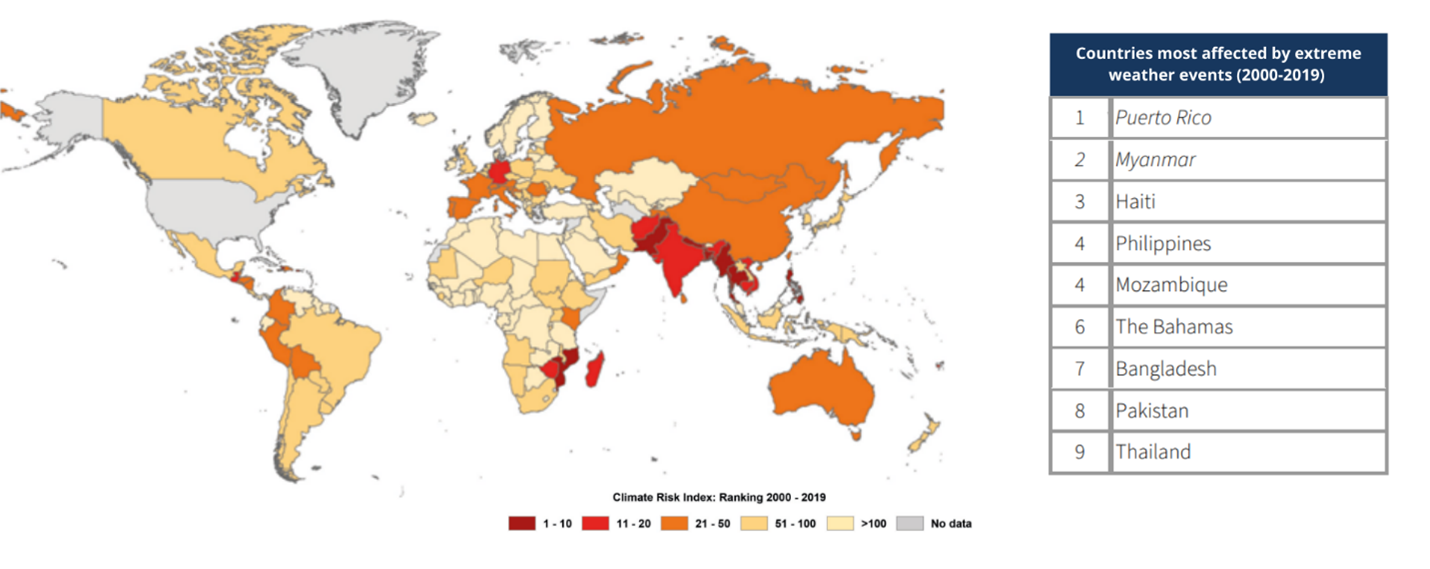 Countries most affected by extreme
weather events (2000-2019)
1 Puerto Rico
2 Myanmar
3 Haiti
4 Philippines
4 Mozambique
6 The Bahamas
7 Bangladesh
8 Pakistan
9 Thailand
Climate Risk Index: Ranking 2000 - 2019
1 - 10 11 - 20 21 - 50 51 - 100 >100 No data